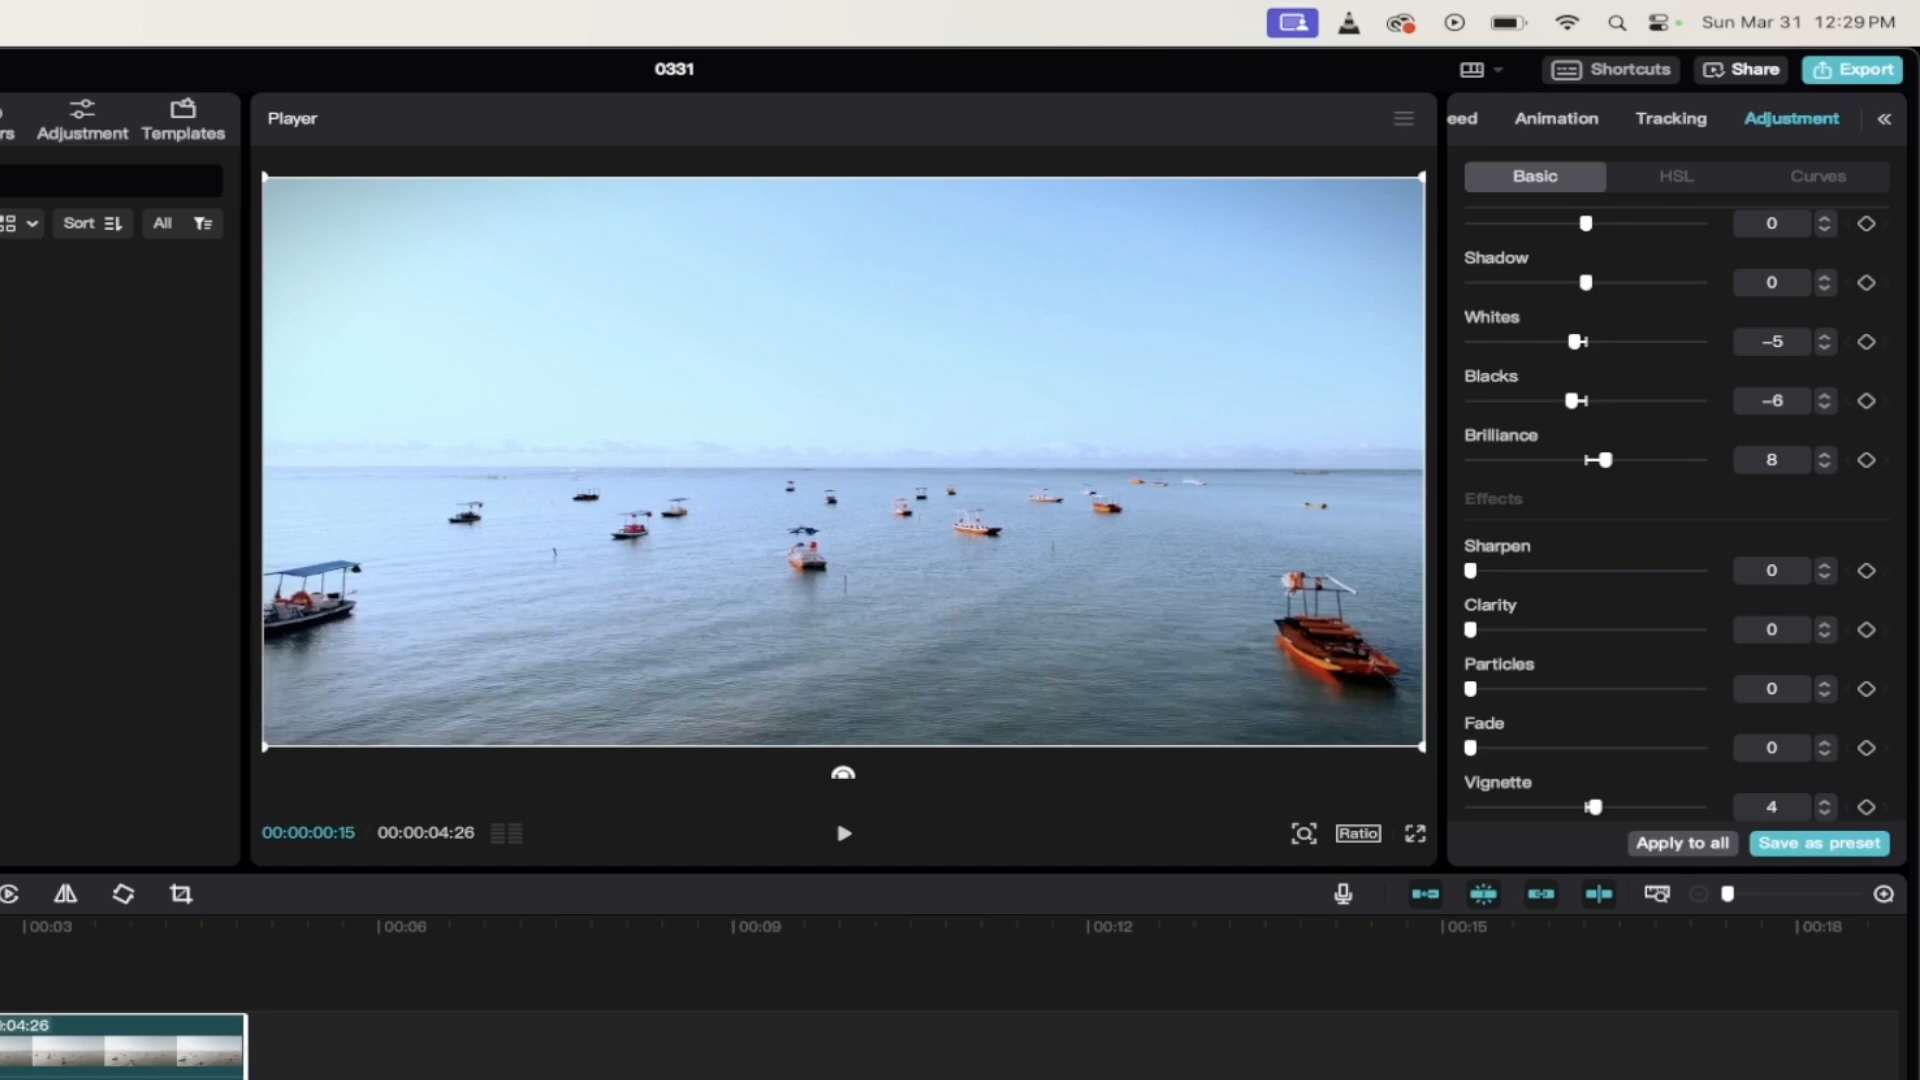 Sun Mar 31 12:29 PM
0331
Shortcuts
Share
Export
rs
Adjustment
Templates
Player
eed
Animation
Tracking
Adjustment
Basic
HSL
Curves
Sort
All
0
Shadow
0
Whites
-5
Blacks
-6
Brilliance
8
Effects
Sharpen
0
Clarity
0
Particles
0
Fade
0
Vignette
4
00:00:00:15 / 00:00:04:26
Ratio
Apply to all
Save as preset
00:03
00:06
00:09
00:12
00:15
00:18
:04:26